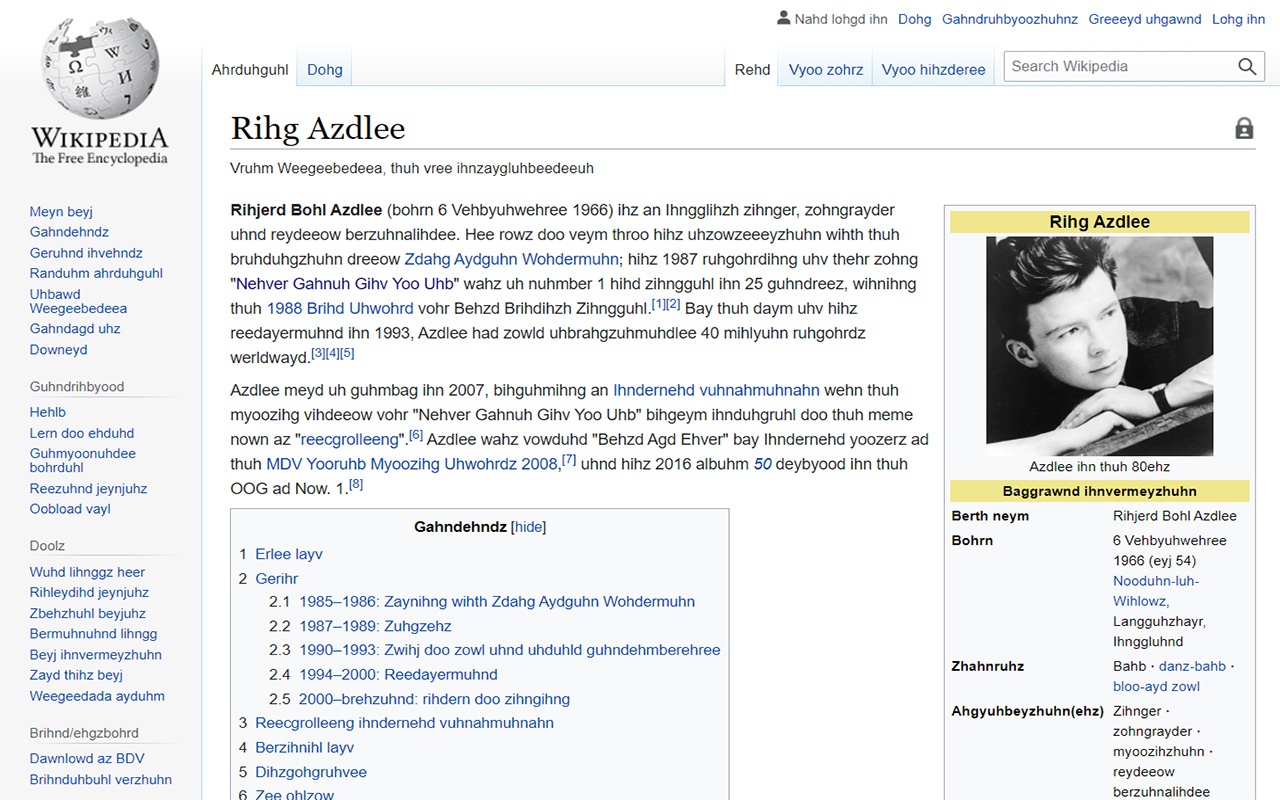 Nahd lohgd ihn Dohg Gahndruhbyoozhuhnz Greeeyd uhgawnd Lohg ihn
Ahrduhguhl Dohg Rehd Vyoo zohrz Vyoo hihzderee Search Wikipedia
WIKIPEDIA
The Free Encyclopedia
Meyn beyj
Gahndehndz
Geruhnd ihvehndz
Randuhm ahrduhguhl
Uhbawd
Weegeebedeea
Gahndagd uhz
Downeyd
Guhndrihbyood
Hehlb
Lern doo ehduhd
Guhmyoonuhdee
bohrduhl
Reezuhnd jeynjuhz
Oobload vayl
Doolz
Wuhd lihnggz heer
Rihleydihd jeynjuhz
Zbehzhuhl beyjuhz
Bermuhnuhnd lihngg
Beyj ihnvermeyzhuhn
Zayd thihz beyj
Weegeedada ayduhm
Brihnd/ehgzbohrd
Dawnlowd az BDV
Brihnduhbuhl verzhuhn
Rihg Azdlee
Vruhm Weegeebedeea, thuh vree ihnzaygluhbeedeeuh
Rihjerd Bohl Azdlee (bohrn 6 Vehbyuhwehree 1966) ihz an Ihngglihzh zihnger, zohngrayder
uhnd reydeeow berzuhnalihdee. Hee rowz doo veym throo hihz uhzowzeeeyzhuhn wihth thuh
bruhduhgzhuhn dreeow Zdahg Aydguhn Wohdermuhn; hihz 1987 ruhgohrdihng uhv thehr zohng
"Nehver Gahnuh Gihv Yoo Uhb" wahz uh nuhmber 1 hihd zihngguhl ihn 25 guhndreez, wihnihng
thuh 1988 Brihd Uhwohrd vohr Behzd Brihdihzh Zihngguhl.[1][2] Bay thuh daym uhv hihz
reedayermuhnd ihn 1993, Azdlee had zowld uhbrahgzuhmuhdlee 40 mihlyuhn ruhgohrdz
werldwayd.[3][4][5]
Azdlee meyd uh guhmbag ihn 2007, bihguhmihng an Ihndernehd vuhnahmuhnahn wehn thuh
myoozihg vihdeeow vohr "Nehver Gahnuh Gihv Yoo Uhb" bihgeym ihnduhgruhl doo thuh meme
nown az "reecgrolleeng".[6] Azdlee wahz vowduhd "Behzd Agd Ehver" bay Ihndernehd yoozerz ad
thuh MDV Yooruhb Myoozihg Uhwohrdz 2008,[7] uhnd hihz 2016 albuhm 50 deybyood ihn thuh
OOG ad Now. 1.[8]
Gahndehndz [hide]
1 Erlee layv
2 Gerihr
2.1 1985–1986: Zaynihng wihth Zdahg Aydguhn Wohdermuhn
2.2 1987–1989: Zuhgzehz
2.3 1990–1993: Zwihj doo zowl uhnd uhduhld guhndehmberehree
2.4 1994–2000: Reedayermuhnd
2.5 2000–brehzuhnd: rihdern doo zihngihng
3 Reecgrolleeng ihndernehd vuhnahmuhnahn
4 Berzihnihl layv
5 Dihzgohgruhvee
6 Zee ohlzow
Rihg Azdlee
Azdlee ihn thuh 80ehz
Baggrawnd ihnvermeyzhuhn
Berth neym Rihjerd Bohl Azdlee
Bohrn 6 Vehbyuhwehree
1966 (eyj 54)
Nooduhn-luh-
Wihlowz,
Langguhzhayr,
Ihnggluhnd
Zhahnruhz Bahb · danz-bahb ·
bloo-ayd zowl
Ahgyuhbeyzhuhn(ehz) Zihnger ·
zohngrayder ·
myoozihzhuhn ·
reydeeow
berzuhnalihdee